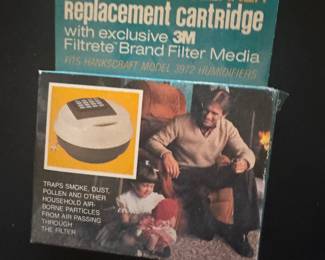 replacement cartridge
with exclusive 3M
Filtrete Brand Filter Media
FITS HANKSCRAFT MODEL 3972 HUMIDIFIERS
TRAPS SMOKE, DUST,
POLLEN AND OTHER
HOUSEHOLD AIR-
BORNE PARTICLES
FROM AIR PASSING
THROUGH
THE FILTER